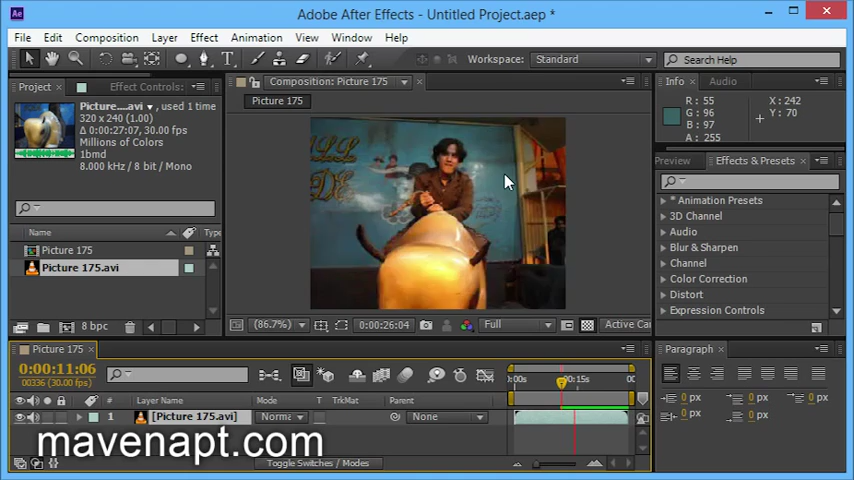 Ae Adobe After Effects - Untitled Project.aep *
File Edit Composition Layer Effect Animation View Window Help
Workspace: Standard Search Help
Project Effect Controls:
Picture....avi, used 1 time
320 x 240 (1.00)
Δ 0:00:27:07, 30.00 fps
Millions of Colors
1bmd
8.000 kHz / 8 bit / Mono
Name Type
Picture 175
Picture 175.avi
8 bpc
Composition: Picture 175
Picture 175
(86.7%) 0:00:26:04 Full Active Car
Info Audio
R : 55 X : 242
G : 96 Y : 70
B : 97
A : 255
Preview Effects & Presets
* Animation Presets
3D Channel
Audio
Blur & Sharpen
Channel
Color Correction
Distort
Expression Controls
Picture 175
0:00:11:06
00336 (30.00 fps)
:00s 00:15s 00
# Layer Name Mode T TrkMat Parent
1 [Picture 175.avi] Norma None
Toggle Switches / Modes
Paragraph
0 px 0 px 0 px
0 px 0 px
mavenapt.com